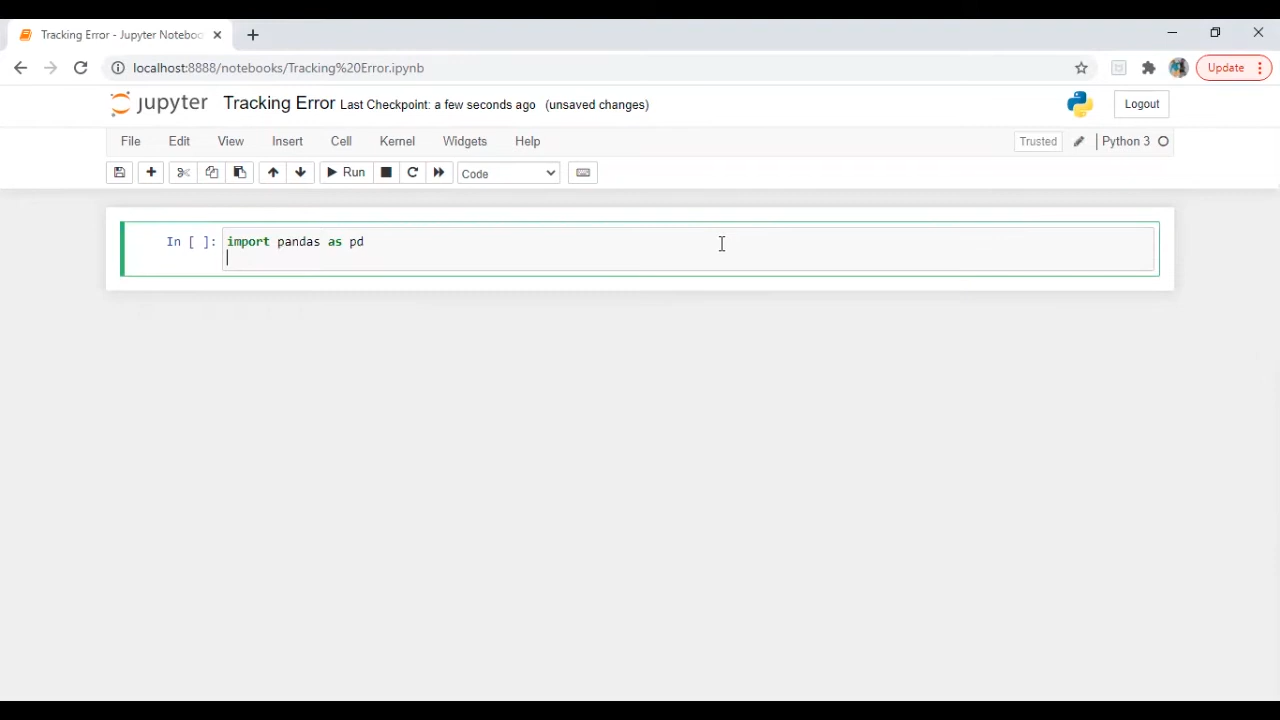 Tracking Error - Jupyter Noteboo
localhost:8888/notebooks/Tracking%20Error.ipynb
Update
jupyter Tracking Error Last Checkpoint: a few seconds ago (unsaved changes)
Logout
File Edit View Insert Cell Kernel Widgets Help
Trusted Python 3
Run Code
In [ ]: import pandas as pd